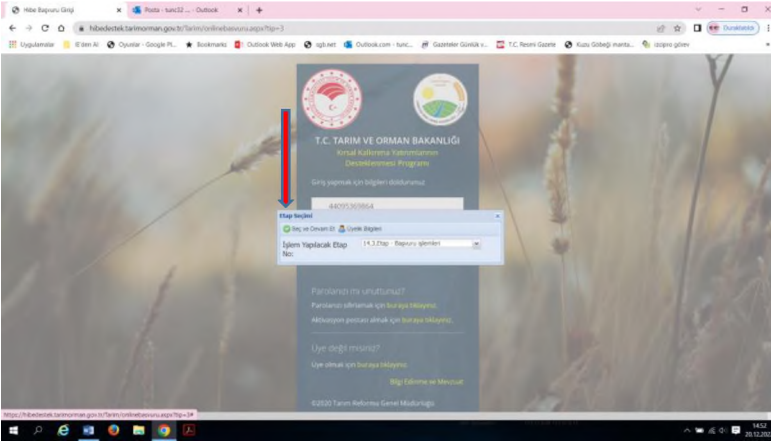 Hibe Başvuru Girişi
Posta - tunc32 ... - Outlook
hibedestek.tarimorman.gov.tr/Tarim/onlinebasvuru.aspx?tip=3
Duraklatıldı
Uygulamalar
Bookmarks
Outlook Web App
sgb.net
Outlook.com - tunc...
Gazeteler Günlük v...
T.C. Resmi Gazete
T.C. TARIM VE ORMAN BAKANLIĞI
Kırsal Kalkınma Yatırımlarının
Desteklenmesi Programı
Giriş yapmak için bilgileri doldurunuz
44095369864
Etap Seçimi
Seç ve Devam Et
Üyelik Bilgileri
İşlem Yapılacak Etap
14.3.Etap - Başvuru işlemleri
No:
Parolanızı mı unuttunuz?
Parolanızı sıfırlamak için buraya tıklayınız.
Aktivasyon postası almak için buraya tıklayınız.
Üye değil misiniz?
Üye olmak için buraya tıklayınız.
Bilgi Edinme ve Mevzuat
©2020 Tarım Reformu Genel Müdürlüğü
https://hibedestek.tarimorman.gov.tr/Tarim/onlinebasvuru.aspx?tip=3#
14:52